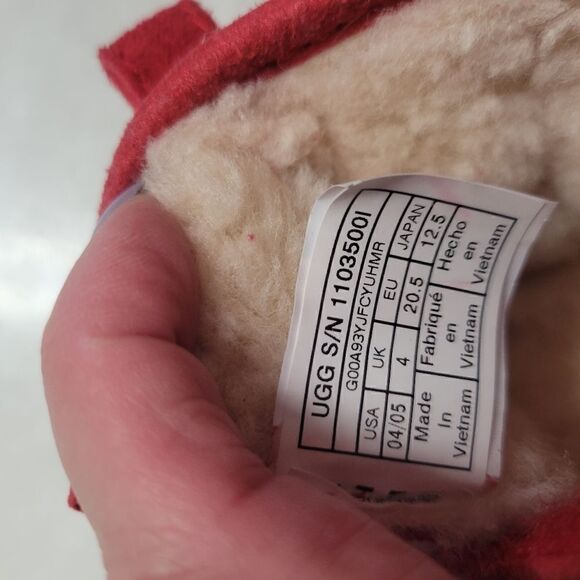 UGG S/N 1103500I
G00A93YJFCYUHMR
USA UK EU JAPAN
04/05 4 20.5 12.5
Made In Vietnam
Fabriqué en Vietnam
Hecho en Vietnam